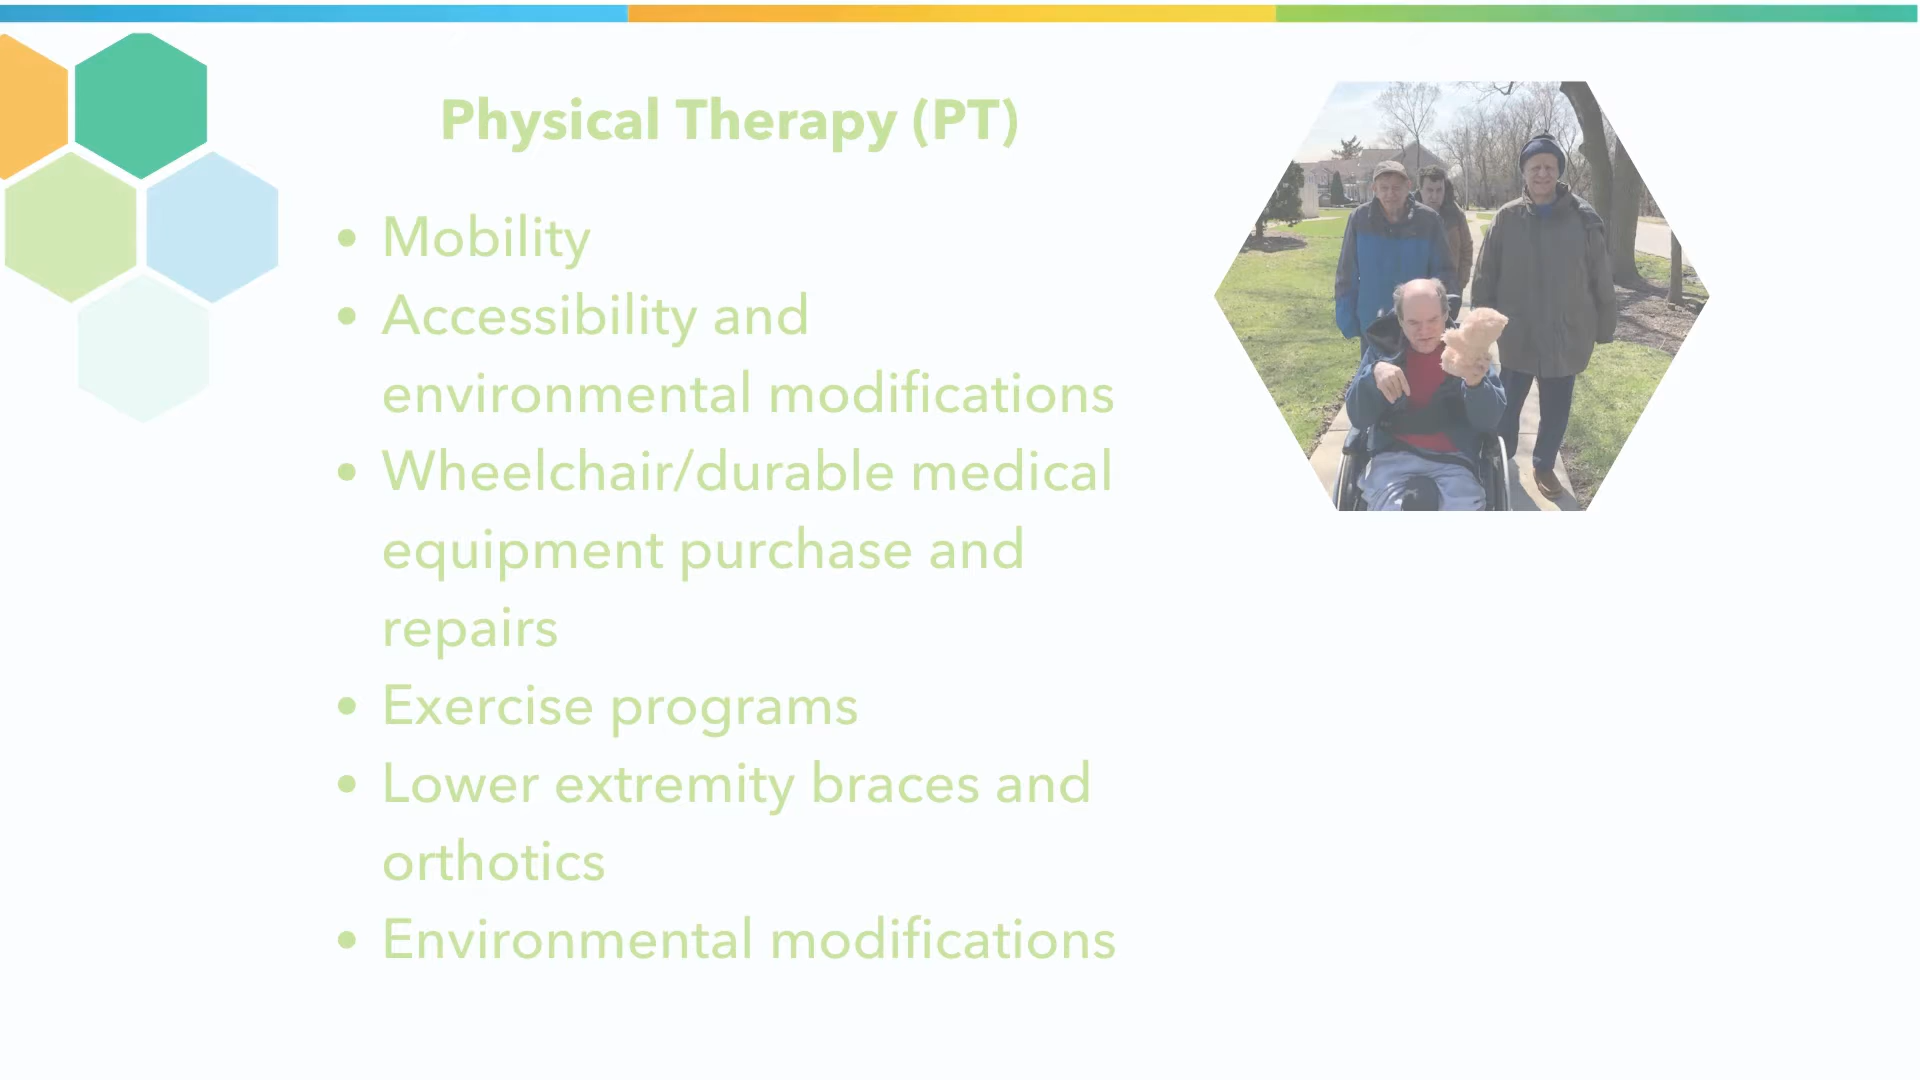 Physical Therapy (PT)
• Mobility
• Accessibility and
environmental modifications
• Wheelchair/durable medical
equipment purchase and
repairs
• Exercise programs
• Lower extremity braces and
orthotics
• Environmental modifications